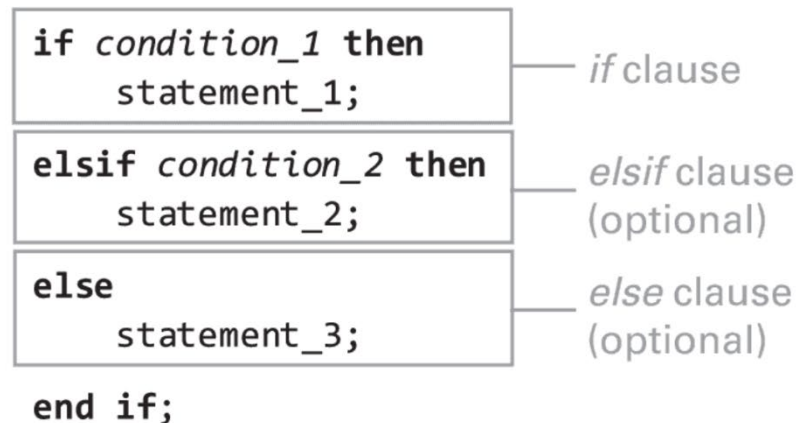 if condition_1 then
statement_1;
if clause
elsif condition_2 then
statement_2;
elsif clause
(optional)
else
statement_3;
else clause
(optional)
end if;